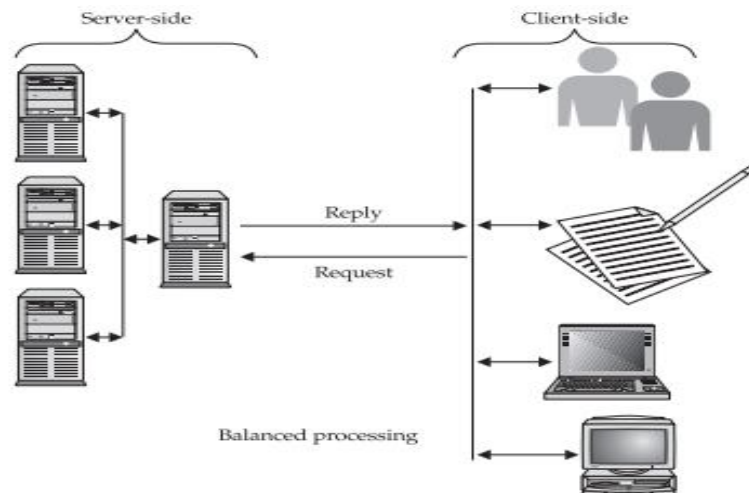 Server-side
Client-side
Reply
Request
Balanced processing